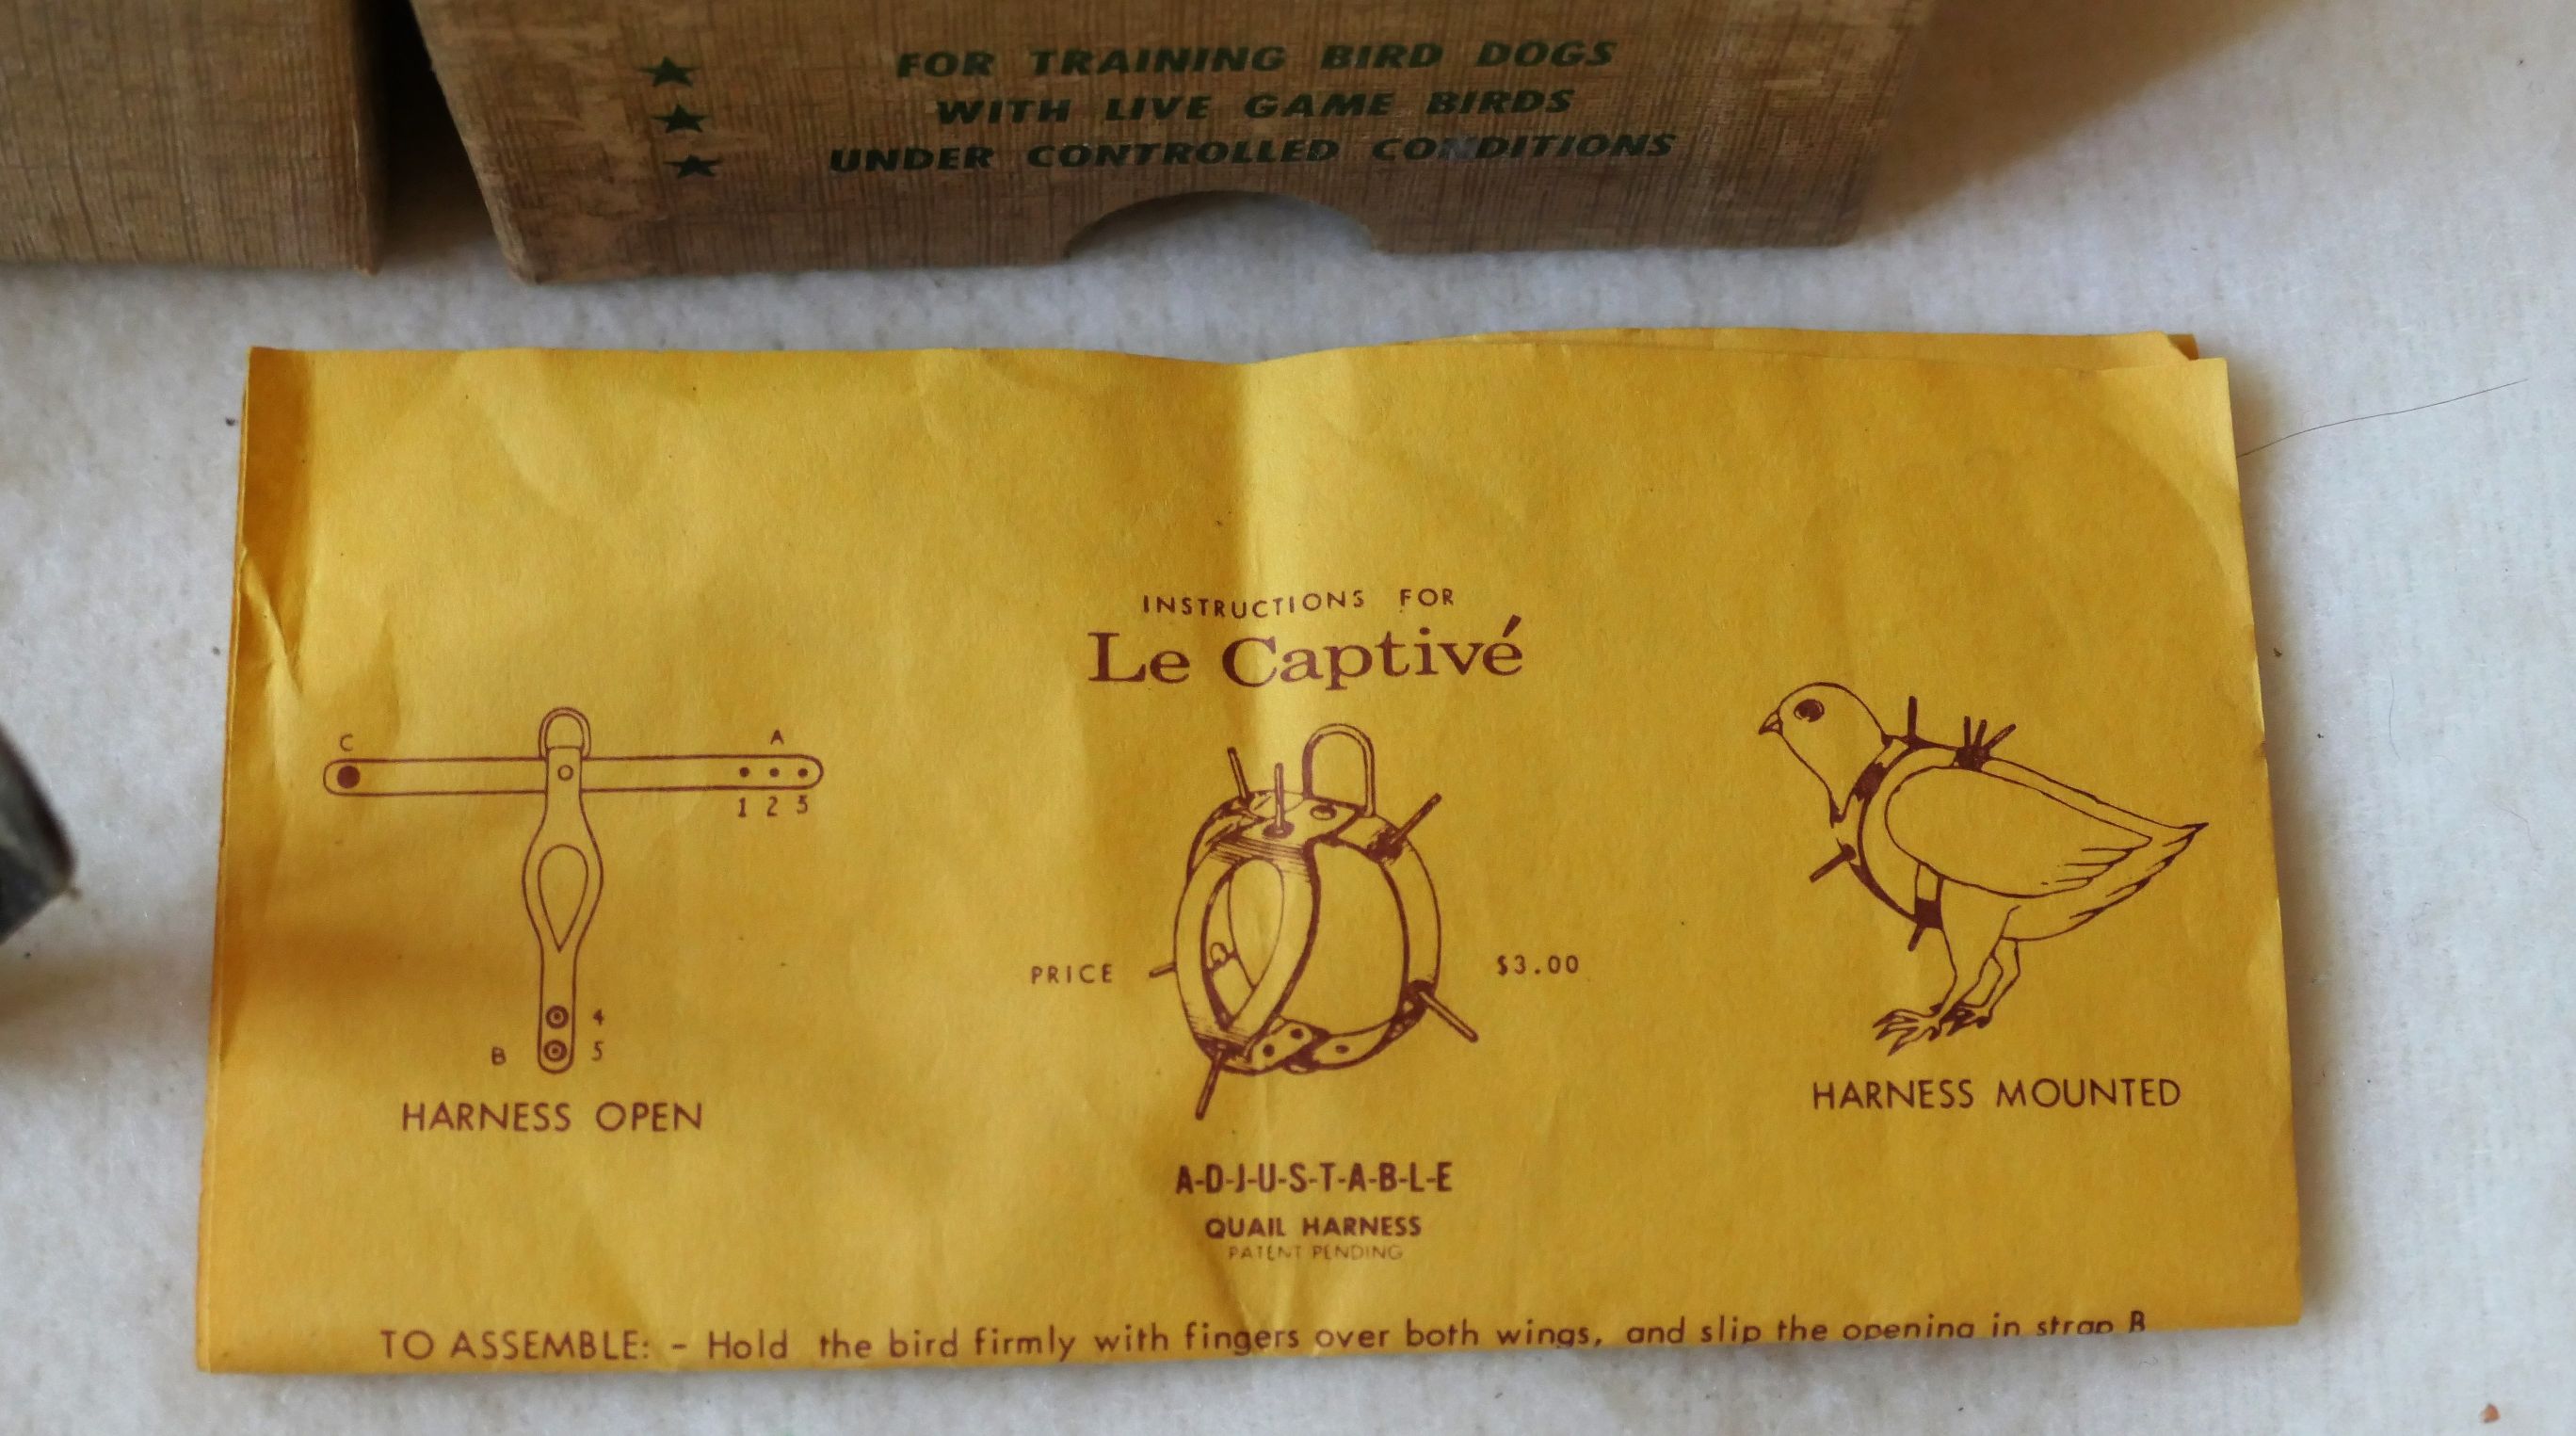 FOR TRAINING BIRD DOGS
WITH LIVE GAME BIRDS
UNDER CONTROLLED CONDITIONS
INSTRUCTIONS FOR
Le Captivé
C
A
1 2 3
4
B 5
HARNESS OPEN
PRICE $3.00
HARNESS MOUNTED
A-D-J-U-S-T-A-B-L-E
QUAIL HARNESS
PATENT PENDING
TO ASSEMBLE: - Hold the bird firmly with fingers over both wings, and slip the opening in strap B